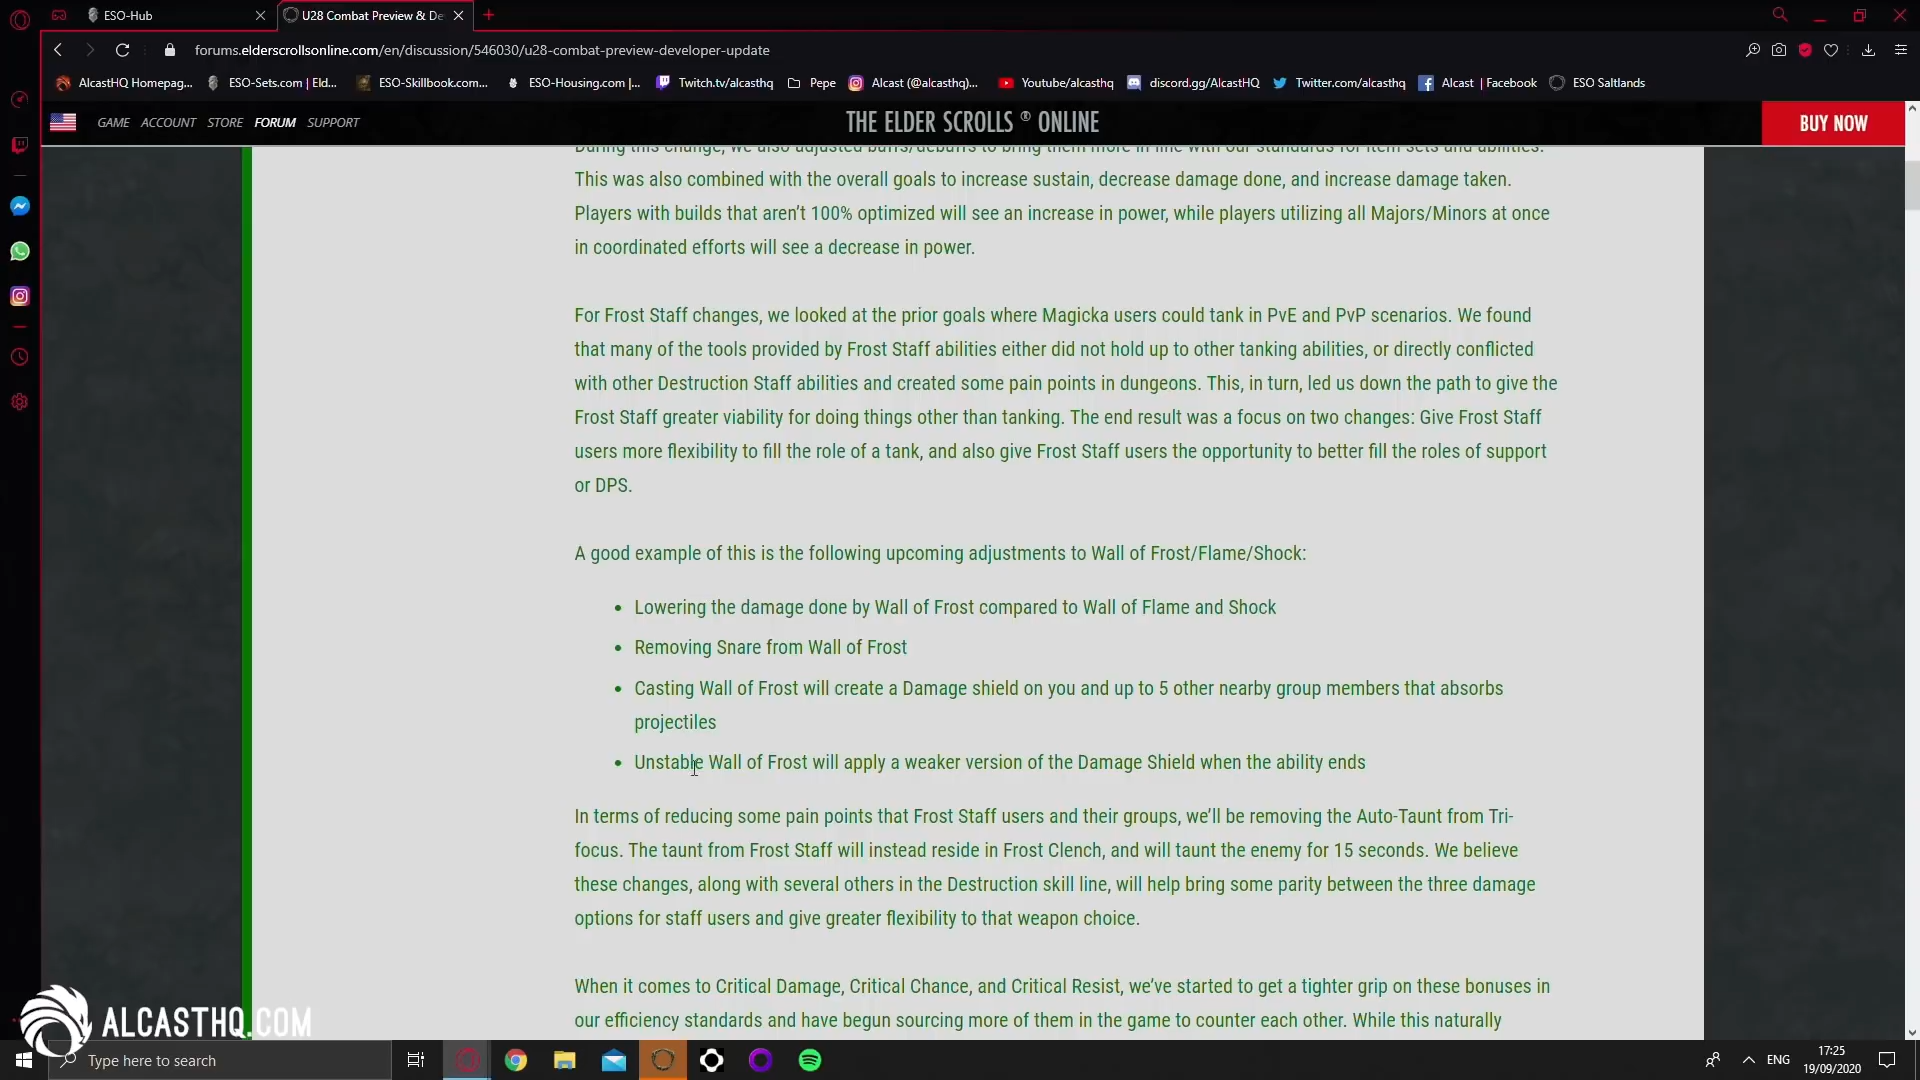 ESO-Hub
U28 Combat Preview & De
forums.elderscrollsonline.com/en/discussion/546030/u28-combat-preview-developer-update
AlcastHQ Homepag...
ESO-Sets.com | Eld...
ESO-Skillbook.com...
ESO-Housing.com |...
Twitch.tv/alcasthq
Pepe
Alcast (@alcasthq)...
Youtube/alcasthq
discord.gg/AlcastHQ
Twitter.com/alcasthq
Alcast | Facebook
ESO Saltlands
GAME ACCOUNT STORE FORUM SUPPORT
THE ELDER SCROLLS ® ONLINE
BUY NOW
During this change, we also adjusted buffs/debuffs to bring them more in line with our standards for item sets and abilities.
This was also combined with the overall goals to increase sustain, decrease damage done, and increase damage taken.
Players with builds that aren't 100% optimized will see an increase in power, while players utilizing all Majors/Minors at once
in coordinated efforts will see a decrease in power.
For Frost Staff changes, we looked at the prior goals where Magicka users could tank in PvE and PvP scenarios. We found
that many of the tools provided by Frost Staff abilities either did not hold up to other tanking abilities, or directly conflicted
with other Destruction Staff abilities and created some pain points in dungeons. This, in turn, led us down the path to give the
Frost Staff greater viability for doing things other than tanking. The end result was a focus on two changes: Give Frost Staff
users more flexibility to fill the role of a tank, and also give Frost Staff users the opportunity to better fill the roles of support
or DPS.
A good example of this is the following upcoming adjustments to Wall of Frost/Flame/Shock:
• Lowering the damage done by Wall of Frost compared to Wall of Flame and Shock
• Removing Snare from Wall of Frost
• Casting Wall of Frost will create a Damage shield on you and up to 5 other nearby group members that absorbs
projectiles
• Unstable Wall of Frost will apply a weaker version of the Damage Shield when the ability ends
In terms of reducing some pain points that Frost Staff users and their groups, we'll be removing the Auto-Taunt from Tri-
focus. The taunt from Frost Staff will instead reside in Frost Clench, and will taunt the enemy for 15 seconds. We believe
these changes, along with several others in the Destruction skill line, will help bring some parity between the three damage
options for staff users and give greater flexibility to that weapon choice.
When it comes to Critical Damage, Critical Chance, and Critical Resist, we've started to get a tighter grip on these bonuses in
our efficiency standards and have begun sourcing more of them in the game to counter each other. While this naturally
ALCASTHQ.COM
Type here to search
ENG
17:25
19/09/2020